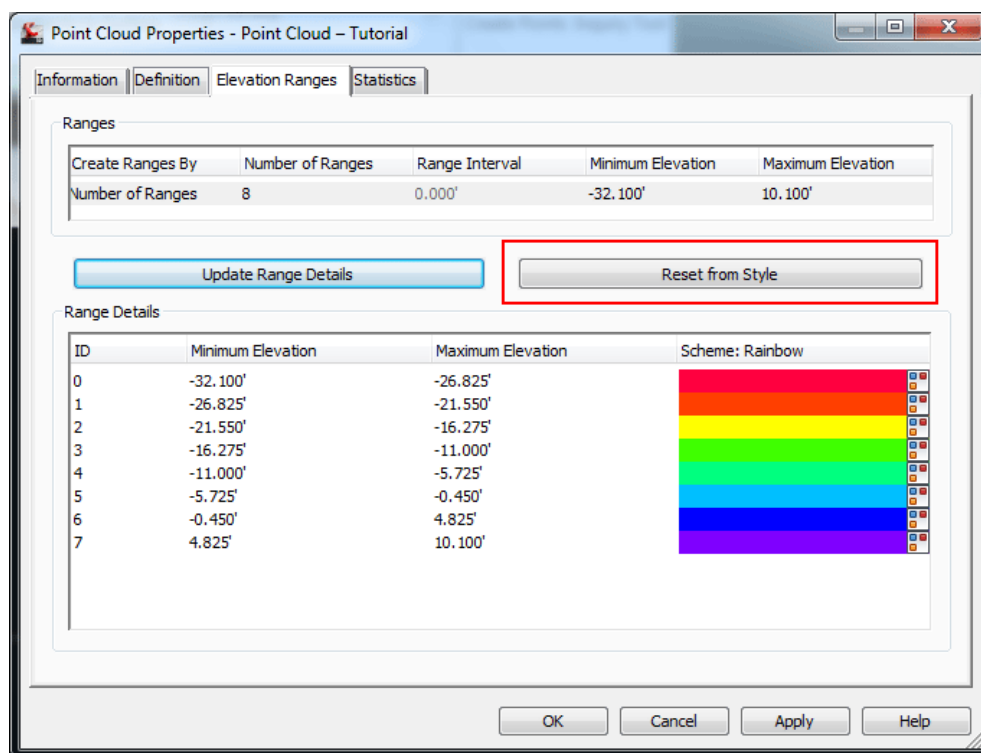 Point Cloud Properties - Point Cloud – Tutorial
Information Definition Elevation Ranges Statistics
Ranges
Create Ranges By Number of Ranges Range Interval Minimum Elevation Maximum Elevation
Number of Ranges 8 0.000' -32.100' 10.100'
Update Range Details Reset from Style
Range Details
ID Minimum Elevation Maximum Elevation Scheme: Rainbow
0 -32.100' -26.825'
1 -26.825' -21.550'
2 -21.550' -16.275'
3 -16.275' -11.000'
4 -11.000' -5.725'
5 -5.725' -0.450'
6 -0.450' 4.825'
7 4.825' 10.100'
OK Cancel Apply Help